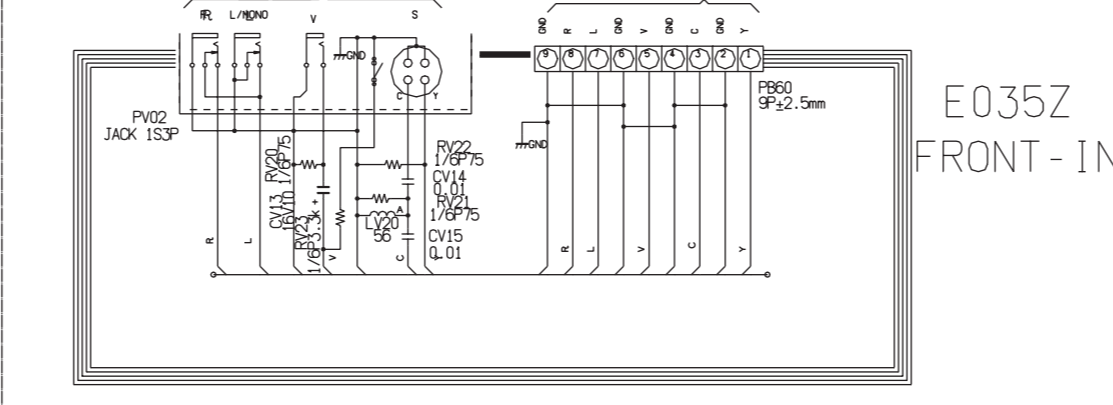 R L/MONO V S
GND R L GND V GND C GND Y
GND
9 8 7 6 5 4 3 2 1
C Y
PB60
9P±2.5mm
E035Z
FRONT-IN
PV02
JACK 1S3P
GND
RV20
1/6P75
RV22
1/6P75
CV14
0.01
RV21
1/6P75
CV13
16V10
+
RV23
1/6P3.3k
LV20
56
A
CV15
0.01
R L V C Y
R L V C Y